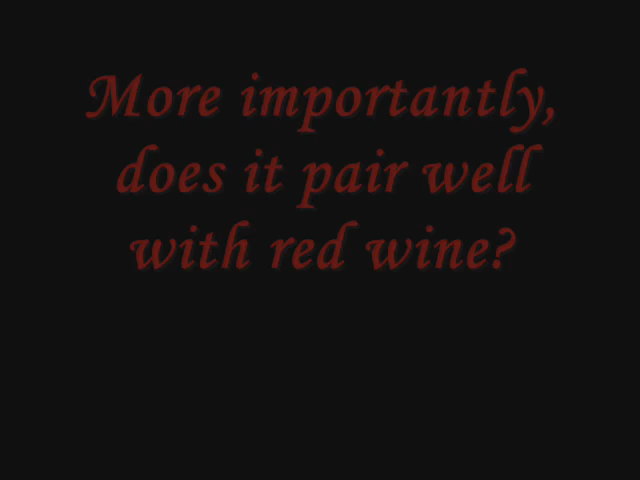 More importantly,
does it pair well
with red wine?